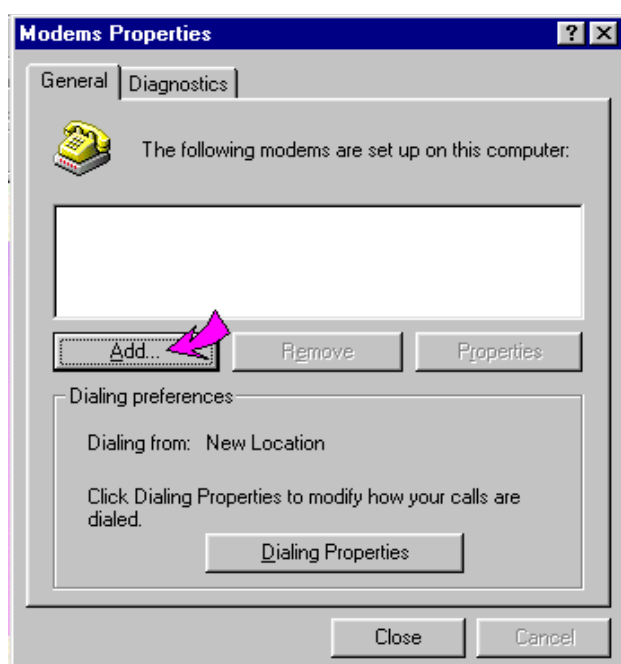 Modems Properties
General Diagnostics
The following modems are set up on this computer:
Add... Remove Properties
Dialing preferences
Dialing from: New Location
Click Dialing Properties to modify how your calls are
dialed.
Dialing Properties
Close Cancel